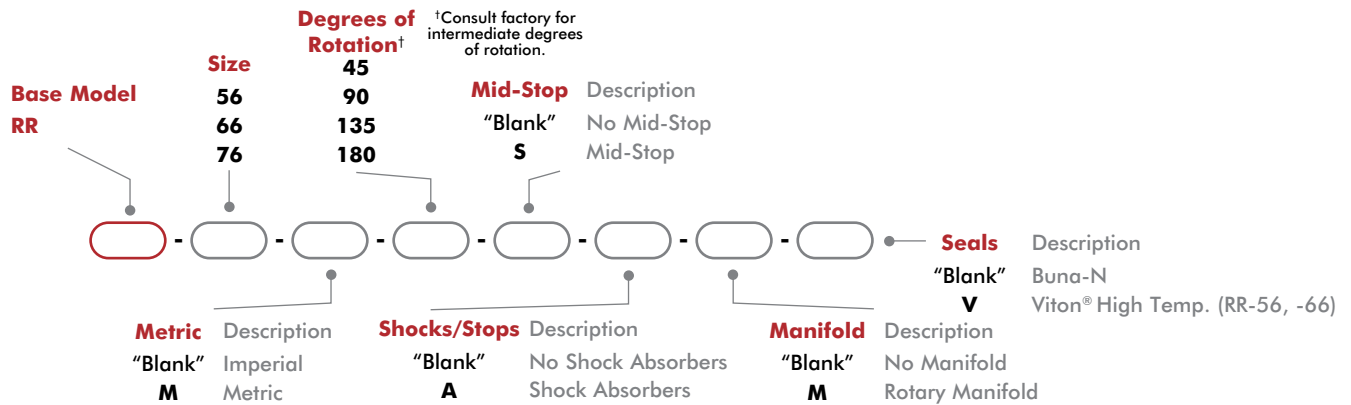 Degrees of
Rotation†
45
90
135
180
†Consult factory for
intermediate degrees
of rotation.
Size
56
66
76
Base Model
RR
Mid-Stop Description
"Blank" No Mid-Stop
S Mid-Stop
- - - - - - -
Seals Description
"Blank" Buna-N
V Viton® High Temp. (RR-56, -66)
Metric Description
"Blank" Imperial
M Metric
Shocks/Stops Description
"Blank" No Shock Absorbers
A Shock Absorbers
Manifold Description
"Blank" No Manifold
M Rotary Manifold